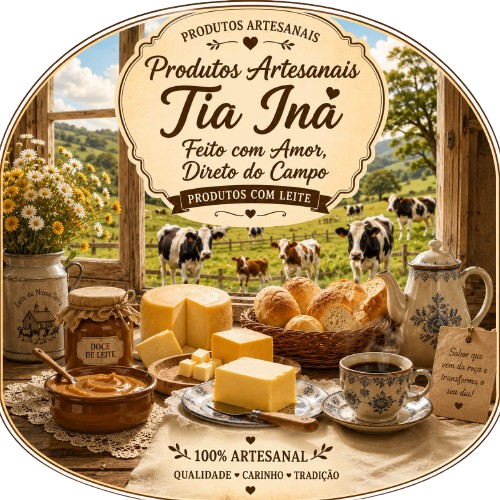 PRODUTOS ARTESANAIS
Produtos Artesanais
Tia Iná
Feito com Amor,
Direto do Campo
PRODUTOS COM LEITE
DOCE
DE LEITE
Sabor que
vem da roça e
transforma o
seu dia!
100% ARTESANAL
QUALIDADE ♥ CARINHO ♥ TRADIÇÃO